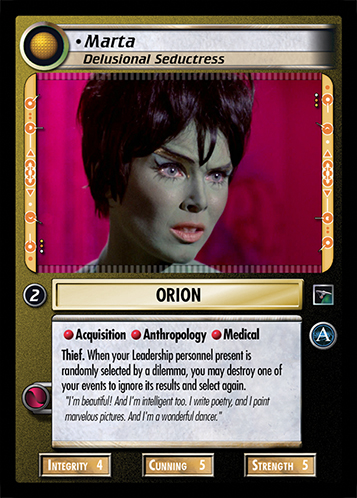 • Marta
Delusional Seductress
2
ORION
Acquisition Anthropology Medical
A
Thief. When your Leadership personnel present is
randomly selected by a dilemma, you may destroy one of
your events to ignore its results and select again.
"I'm beautiful! And I'm intelligent too. I write poetry, and I paint
marvelous pictures. And I'm a wonderful dancer."
INTEGRITY 4 CUNNING 5 STRENGTH 5